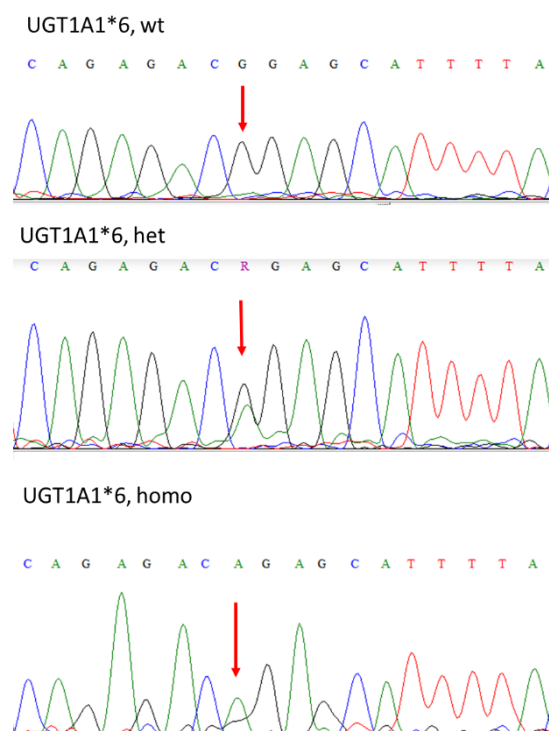 UGT1A1*6, wt
C A G A G A C G G A G C A T T T T A
UGT1A1*6, het
C A G A G A C R G A G C A T T T T A
UGT1A1*6, homo
C A G A G A C A G A G C A T T T T A